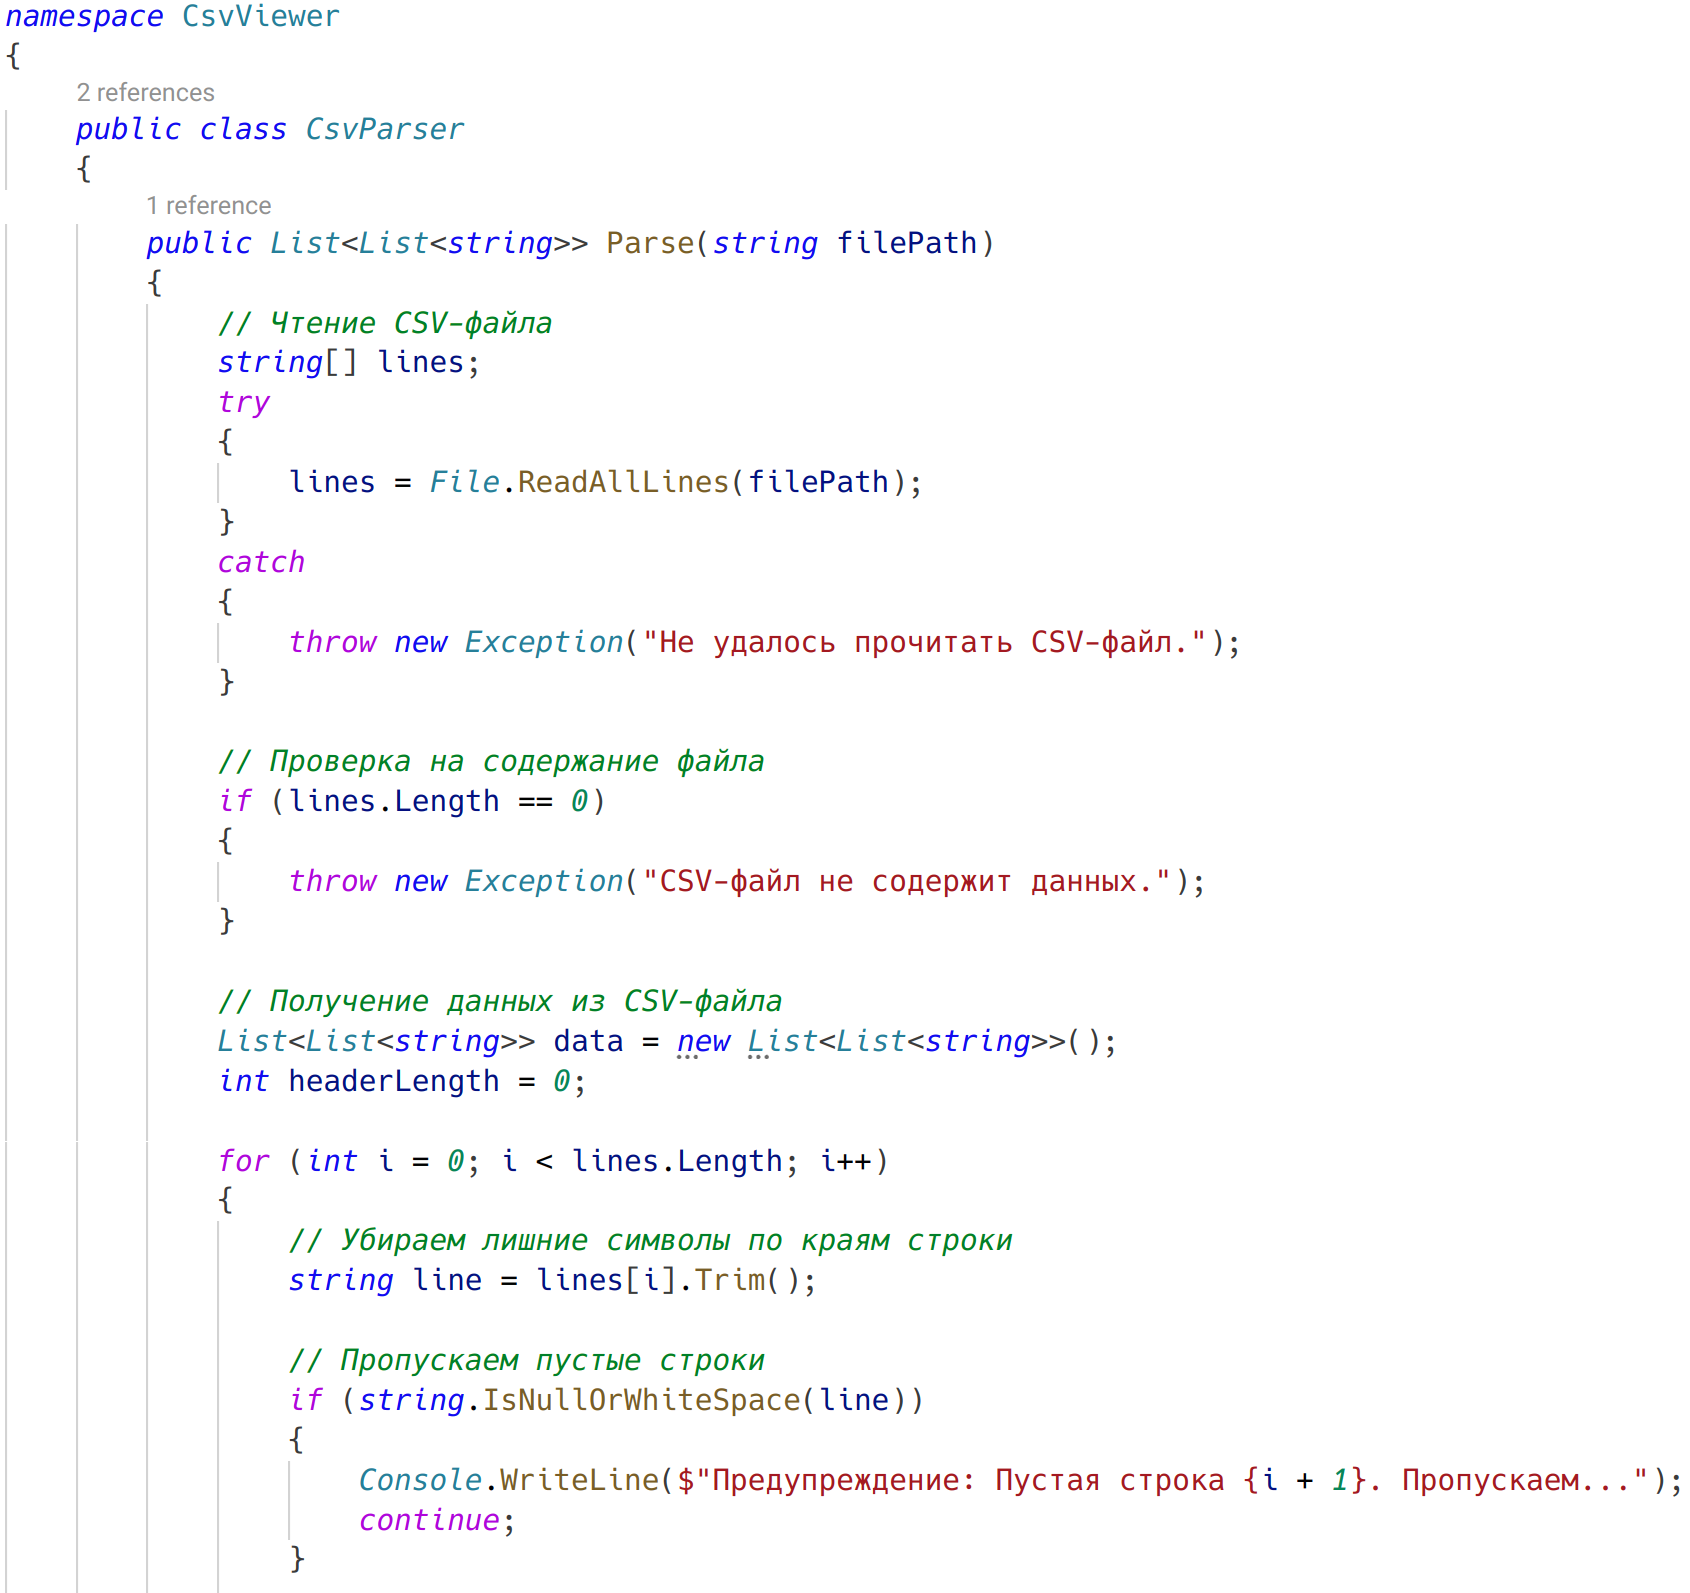 namespace CsvViewer
{
2 references
public class CsvParser
{
1 reference
public List<List<string>> Parse(string filePath)
{
// Чтение CSV-файла
string[] lines;
try
{
lines = File.ReadAllLines(filePath);
}
catch
{
throw new Exception("Не удалось прочитать CSV-файл.");
}
// Проверка на содержание файла
if (lines.Length == 0)
{
throw new Exception("CSV-файл не содержит данных.");
}
// Получение данных из CSV-файла
List<List<string>> data = new List<List<string>>();
int headerLength = 0;
for (int i = 0; i < lines.Length; i++)
{
// Убираем лишние символы по краям строки
string line = lines[i].Trim();
// Пропускаем пустые строки
if (string.IsNullOrWhiteSpace(line))
{
Console.WriteLine($"Предупреждение: Пустая строка {i + 1}. Пропускаем...");
continue;
}